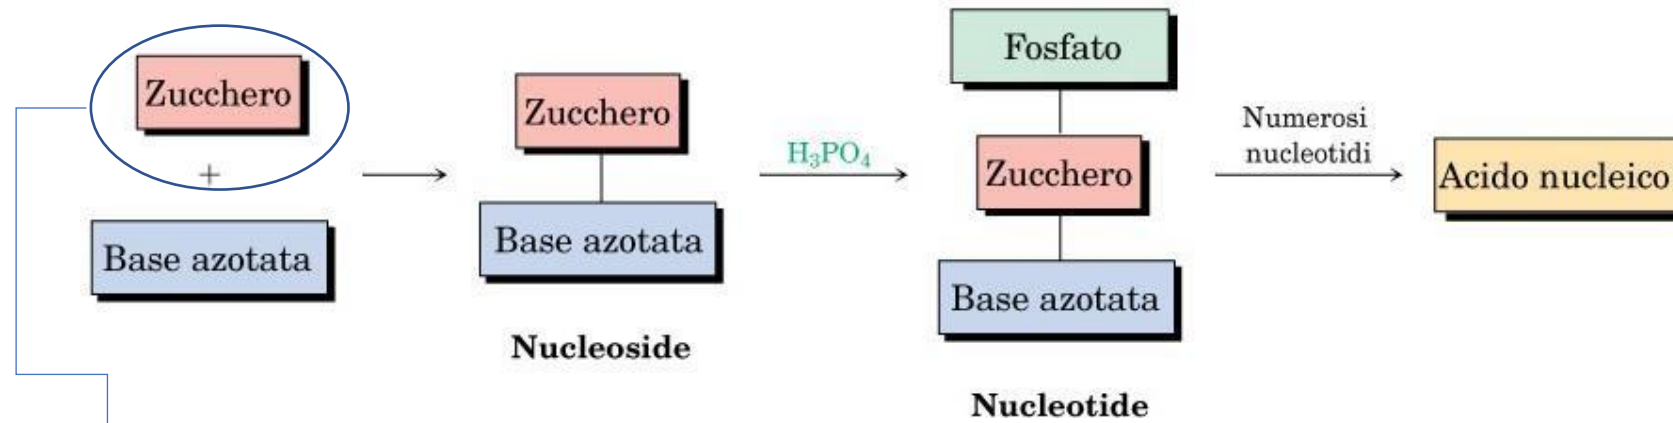 Zucchero
+
Base azotata
Zucchero
Base azotata
Nucleoside
H₃PO₄
Fosfato
Zucchero
Base azotata
Nucleotide
Numerosi
nucleotidi
Acido nucleico